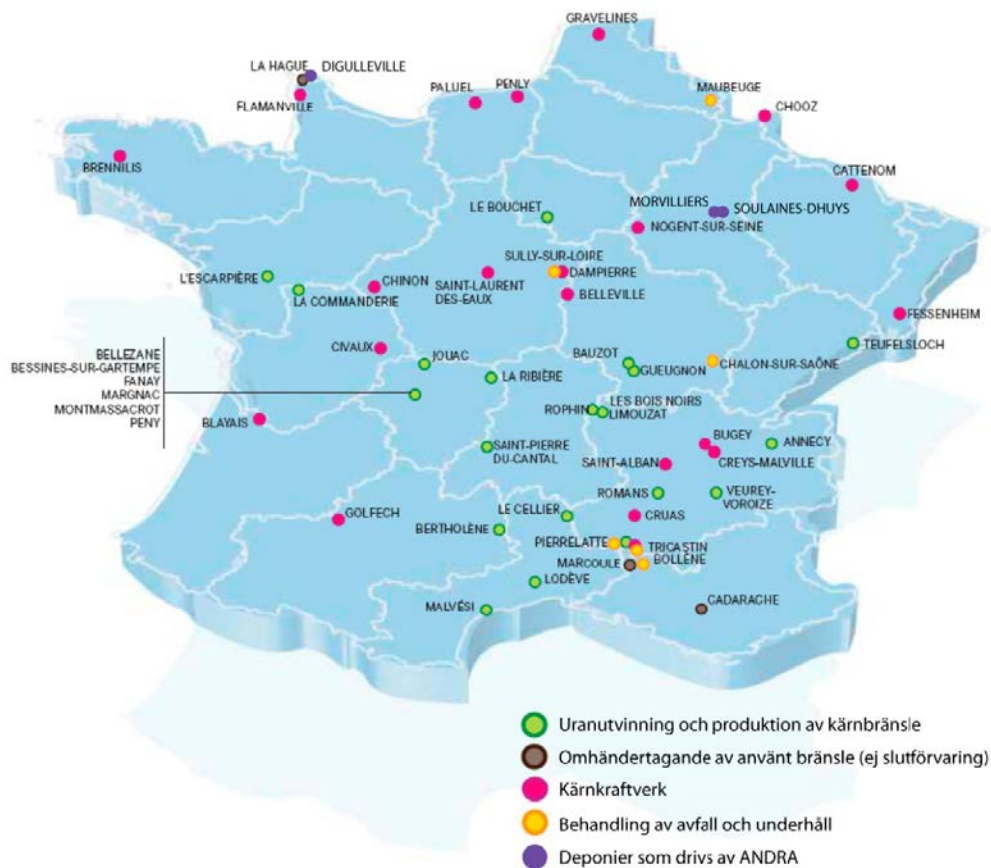 GRAVELINES
LA HAGUE
DIGULLEVILLE
FLAMANVILLE
PALUEL
PENLY
MAUBEUGE
CHOOZ
BRENNILIS
CATTENOM
LE BOUCHET
MORVILLIERS
SOULAINES-DHUYS
NOGENT-SUR-SEINE
L'ESCARPIÈRE
LA COMMANDERIE
CHINON
SAINT-LAURENT
DES-EAUX
SULLY-SUR-LOIRE
DAMPIERRE
BELLEVILLE
FESSENHEIM
TEUFELSLOCH
CIVAUX
JOUAC
LA RIBIÈRE
BAUZOT
GUEUGNON
CHALON-SUR-SAÔNE
BELLEZANE
BESSINES-SUR-GARTEMPE
FANAY
MARGNAC
MONTMASSACROT
PENY
BLAYAIS
ROPHIN
LES BOIS NOIRS
LIMOUZAT
BUGEY
ANNECY
CREYS-MALVILLE
SAINT-PIERRE
DU-CANTAL
SAINT-ALBAN
ROMANS
VEUREY-
VOROIZE
GOLFECH
LE CELLIER
BERTHOLÈNE
CRUAS
PIERRELATTE
TRICASTIN
BOLLÈNE
MARCOULE
LODÈVE
MALVÉSI
CADARACHE
Uranutvinning och produktion av kärnbränsle
Omhändertagande av använt bränsle (ej slutförvaring)
Kärnkraftverk
Behandling av avfall och underhåll
Deponier som drivs av ANDRA